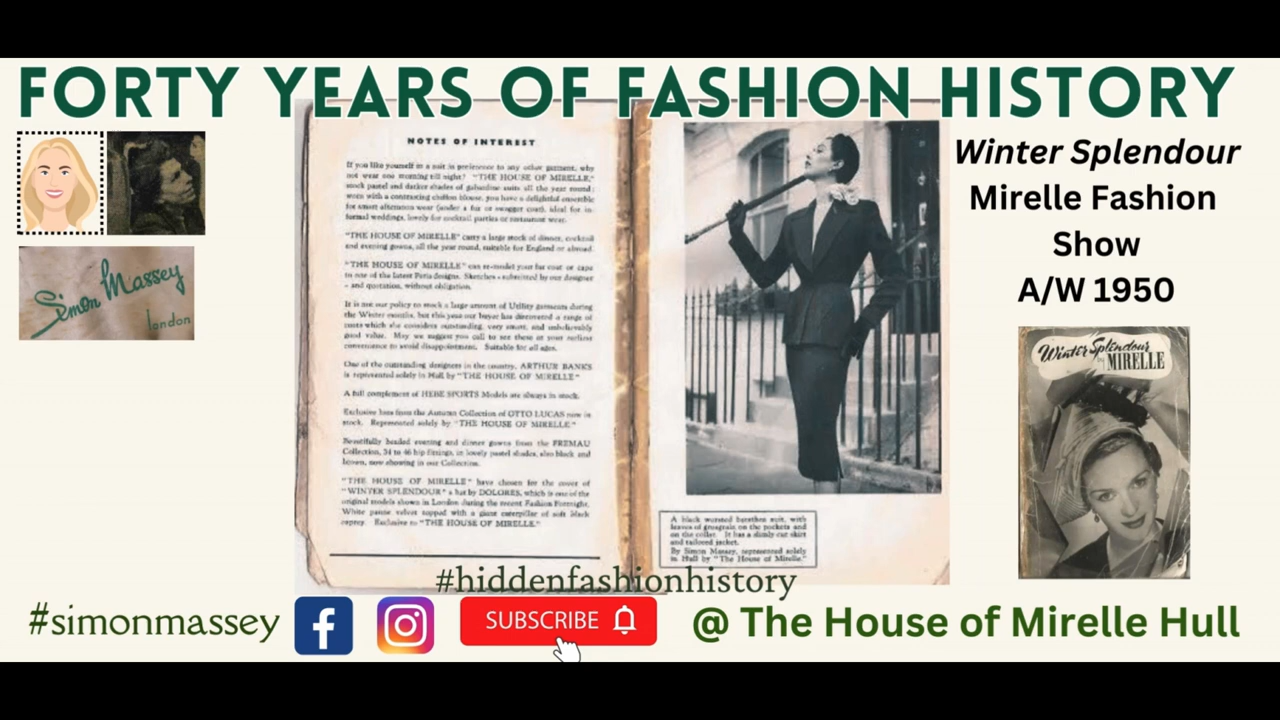 FORTY YEARS OF FASHION HISTORY
Simon Massey
london
NOTES OF INTEREST
If you like yourself in a suit in preference to any other garment, why
not wear one morning till night? "THE HOUSE OF MIRELLE,"
stock pastel and darker shades of gabardine suits all the year round;
worn with a contrasting chiffon blouse, you have a delightful ensemble
for smart afternoon wear (under a fur or swagger coat), ideal for in-
formal weddings, lovely for cocktail parties or restaurant wear.
"THE HOUSE OF MIRELLE" carry a large stock of dinner, cocktail
and evening gowns, all the year round, suitable for England or abroad.
"THE HOUSE OF MIRELLE" can re-model your fur coat or cape
to one of the latest Paris designs. Sketches - submitted by our designer
- and quotation, without obligation.
It is not our policy to stock a large amount of Utility garments during
the Winter months, but this year our buyer has discovered a range of
coats which she considers outstanding, very smart, and unbelievably
good value. May we suggest you call to see these at your earliest
convenience to avoid disappointment. Suitable for all ages.
One of the outstanding designers in the country, ARTHUR BANKS
is represented solely in Hull by "THE HOUSE OF MIRELLE"
A full complement of HEBE SPORTS Models are always in stock.
Exclusive hats from the Autumn Collection of OTTO LUCAS now in
stock. Represented solely by "THE HOUSE OF MIRELLE."
Beautifully beaded evening and dinner gowns from the FREMAU
Collection, 34 to 46 hip fittings, in lovely pastel shades, also black and
brown, now showing in our Collection.
"THE HOUSE OF MIRELLE" have chosen for the cover of
"WINTER SPLENDOUR" a hat by DOLORES, which is one of the
original models shown in London during the recent Fashion Fortnight.
White panne velvet topped with a giant caterpillar of soft black
osprey. Exclusive to "THE HOUSE OF MIRELLE."
A black worsted barathea suit, with
leaves of grosgrain on the pockets and
on the collar. It has a slimly cut skirt
and tailored jacket.
By Simon Massey, represented solely
in Hull by "The House of Mirelle."
Winter Splendour
Mirelle Fashion
Show
A/W 1950
Winter Splendour
by MIRELLE
#hiddenfashionhistory
#simonmassey
SUBSCRIBE
@ The House of Mirelle Hull